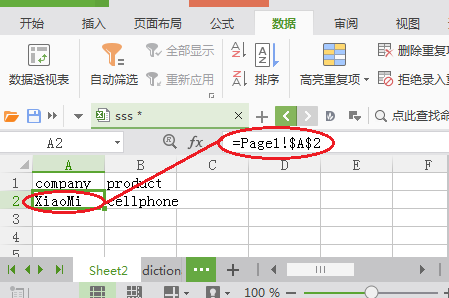 开始 插入 页面布局 公式 数据 审阅 视图
数据透视表 自动筛选 全部显示 重新应用 排序 高亮重复项 删除重复项 拒绝录入
sss * 点此查找命
A2 fx =Page1!$A$2
A B C D E F
1 company product
2 XiaoMi cellphone
3
4
5
Sheet2 diction ...
100 %